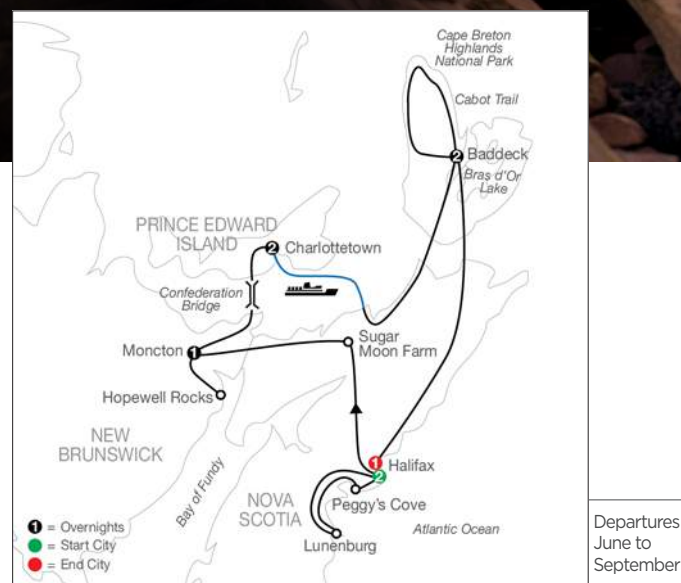 Cape Breton
Highlands
National Park
Cabot Trail
2 Baddeck
Bras d'Or
Lake
PRINCE EDWARD
ISLAND
2 Charlottetown
Confederation
Bridge
Sugar
Moon Farm
Moncton 1
Hopewell Rocks
NEW
BRUNSWICK
Bay of Fundy
1 Halifax
2
Peggy's Cove
NOVA
SCOTIA
Lunenburg
Atlantic Ocean
1 = Overnights
= Start City
= End City
Departures
June to
September